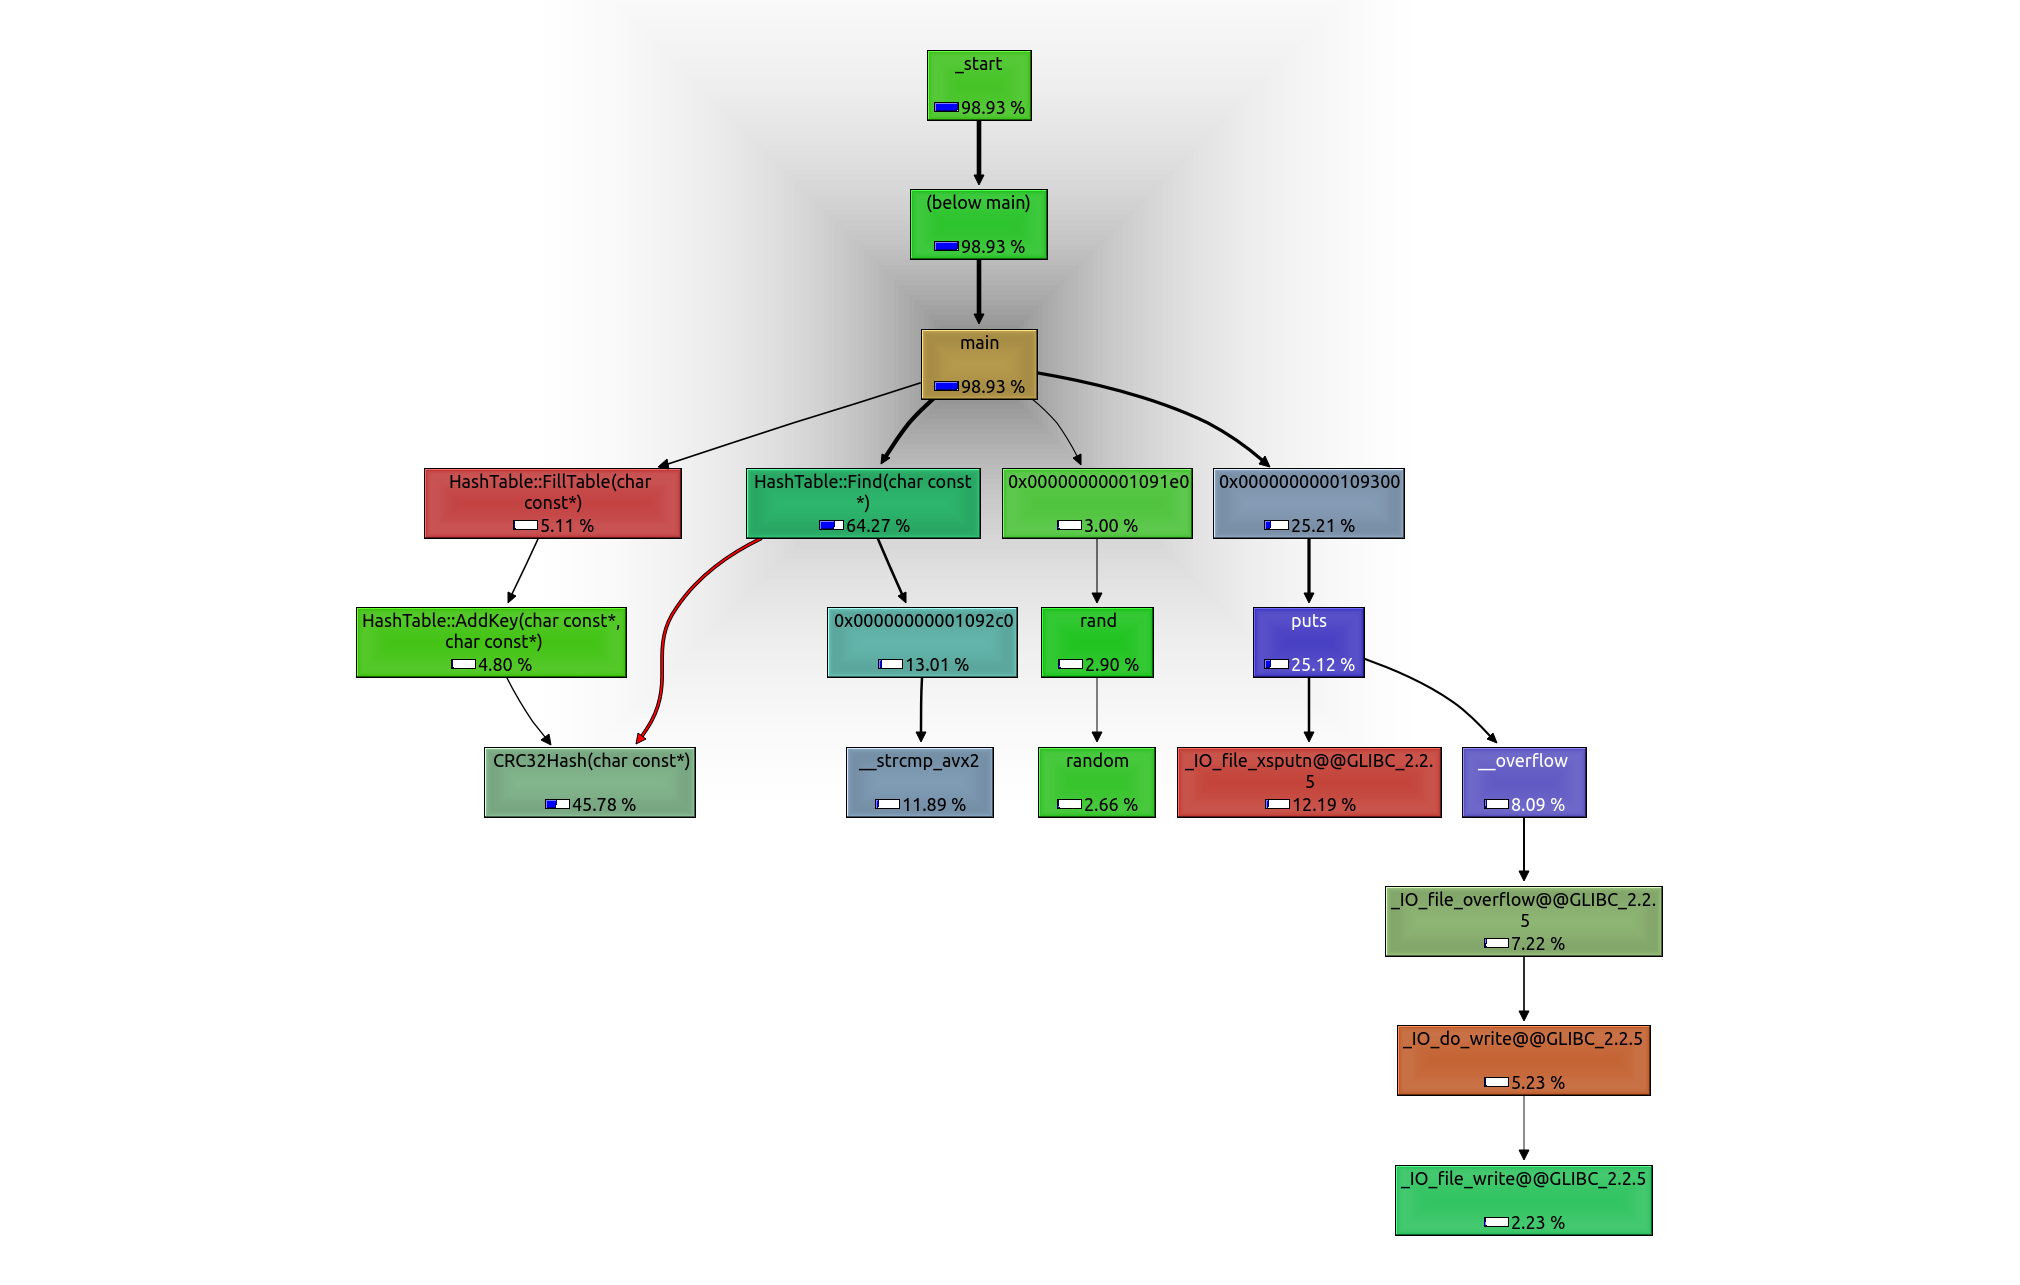 _start
98.93 %
(below main)
98.93 %
main
98.93 %
HashTable::FillTable(char
const*)
5.11 %
HashTable::Find(char const
*)
64.27 %
0x00000000001091e0
3.00 %
0x0000000000109300
25.21 %
HashTable::AddKey(char const*,
char const*)
4.80 %
0x00000000001092c0
13.01 %
rand
2.90 %
puts
25.12 %
CRC32Hash(char const*)
45.78 %
__strcmp_avx2
11.89 %
random
2.66 %
_IO_file_xsputn@@GLIBC_2.2.
5
12.19 %
__overflow
8.09 %
_IO_file_overflow@@GLIBC_2.2.
5
7.22 %
_IO_do_write@@GLIBC_2.2.5
5.23 %
_IO_file_write@@GLIBC_2.2.5
2.23 %